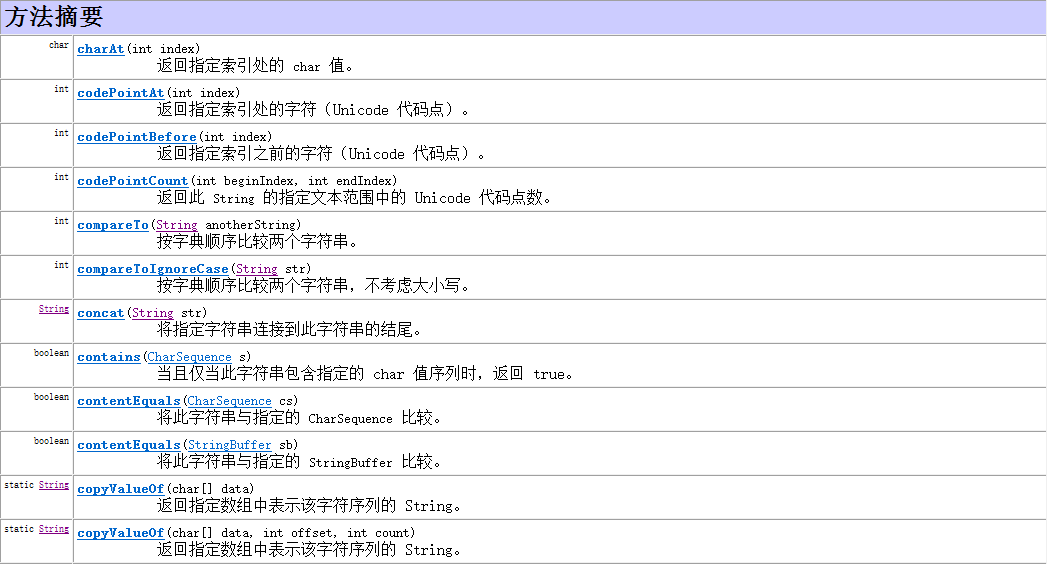 方法摘要
char charAt(int index)
返回指定索引处的 char 值。
int codePointAt(int index)
返回指定索引处的字符（Unicode 代码点）。
int codePointBefore(int index)
返回指定索引之前的字符（Unicode 代码点）。
int codePointCount(int beginIndex, int endIndex)
返回此 String 的指定文本范围中的 Unicode 代码点数。
int compareTo(String anotherString)
按字典顺序比较两个字符串。
int compareToIgnoreCase(String str)
按字典顺序比较两个字符串，不考虑大小写。
String concat(String str)
将指定字符串连接到此字符串的结尾。
boolean contains(CharSequence s)
当且仅当此字符串包含指定的 char 值序列时，返回 true。
boolean contentEquals(CharSequence cs)
将此字符串与指定的 CharSequence 比较。
boolean contentEquals(StringBuffer sb)
将此字符串与指定的 StringBuffer 比较。
static String copyValueOf(char[] data)
返回指定数组中表示该字符序列的 String。
static String copyValueOf(char[] data, int offset, int count)
返回指定数组中表示该字符序列的 String。